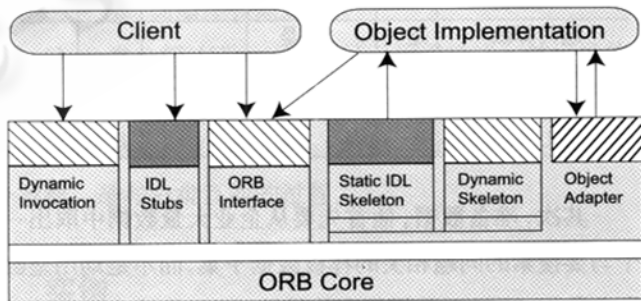 Client
Object Implementation
Dynamic
Invocation
IDL
Stubs
ORB
Interface
Static IDL
Skeleton
Dynamic
Skeleton
Object
Adapter
ORB Core